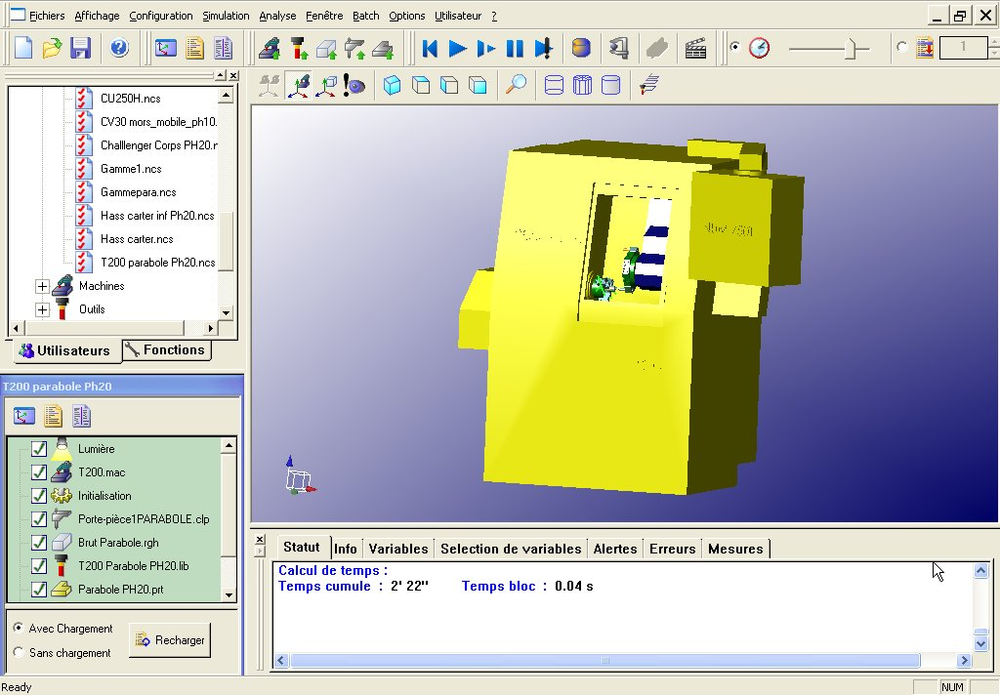 Fichiers Affichage Configuration Simulation Analyse Fenêtre Batch Options Utilisateur ?
1
CU250H.ncs
CV30 mors_mobile_ph10.
Challlenger Corps PH20.r
Gamme1.ncs
Gammepara.ncs
Hass carter inf Ph20.ncs
Hass carter.ncs
T200 parabole Ph20.ncs
Machines
Outils
Utilisateurs Fonctions
T200 parabole Ph20
Lumière
T200.mac
Initialisation
Porte-pièce1PARABOLE.clp
Brut Parabole.rgh
T200 Parabole PH20.lib
Parabole PH20.prt
Avec Chargement
Sans chargement
Recharger
Statut Info Variables Selection de variables Alertes Erreurs Mesures
Calcul de temps :
Temps cumule : 2' 22" Temps bloc : 0.04 s
Ready NUM